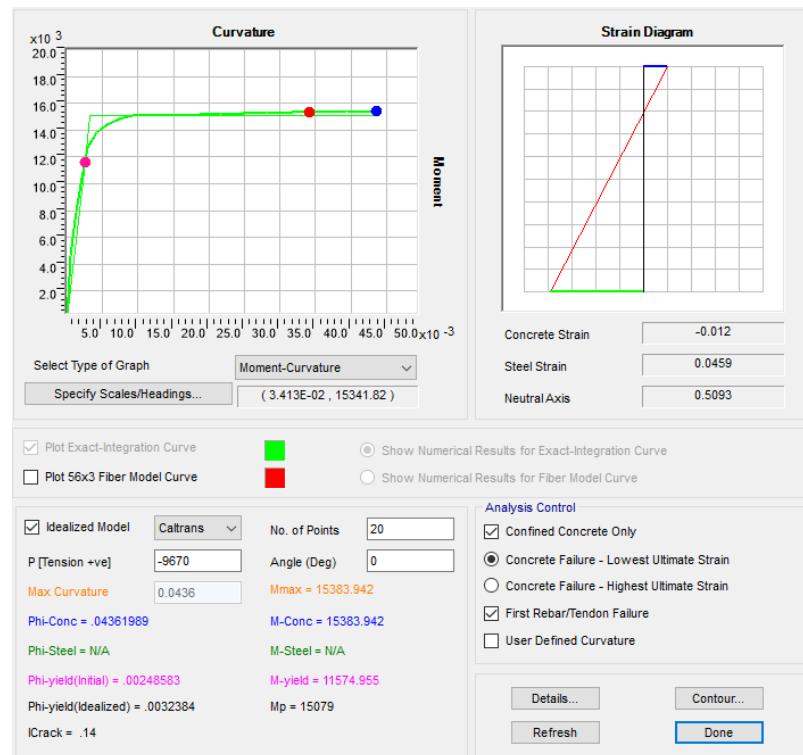 Curvature
x10 3
20.0
18.0
16.0
14.0
12.0
10.0
8.0
6.0
4.0
2.0
Moment
5.0 10.0 15.0 20.0 25.0 30.0 35.0 40.0 45.0 50.0 x10 -3
Select Type of Graph Moment-Curvature
Specify Scales/Headings... ( 3.413E-02 , 15341.82 )
Strain Diagram
Concrete Strain -0.012
Steel Strain 0.0459
Neutral Axis 0.5093
Plot Exact-Integration Curve Show Numerical Results for Exact-Integration Curve
Plot 56x3 Fiber Model Curve Show Numerical Results for Fiber Model Curve
Idealized Model Caltrans No. of Points 20
P [Tension +ve] -9670 Angle (Deg) 0
Max Curvature 0.0436 Mmax = 15383.942
Phi-Conc = .04361989 M-Conc = 15383.942
Phi-Steel = N/A M-Steel = N/A
Phi-yield(Initial) = .00248583 M-yield = 11574.955
Phi-yield(Idealized) = .0032384 Mp = 15079
ICrack = .14
Analysis Control
Confined Concrete Only
Concrete Failure - Lowest Ultimate Strain
Concrete Failure - Highest Ultimate Strain
First Rebar/Tendon Failure
User Defined Curvature
Details... Contour...
Refresh Done